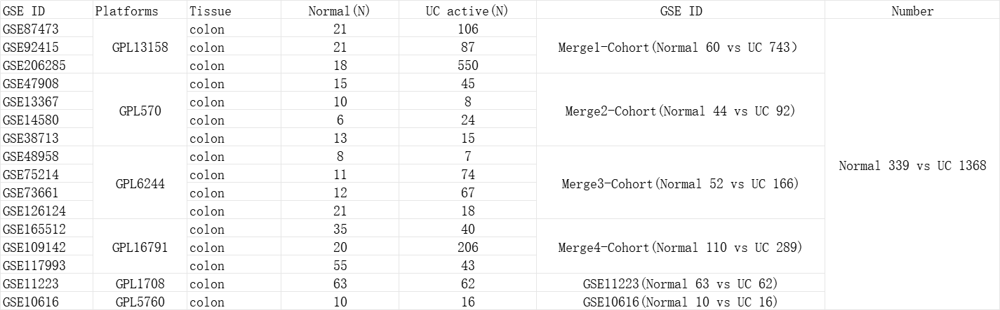 GSE ID Platforms Tissue Normal(N) UC active(N) GSE ID Number
GSE87473 colon 21 106
GSE92415 GPL13158 colon 21 87 Merge1-Cohort(Normal 60 vs UC 743)
GSE206285 colon 18 550
GSE47908 colon 15 45
GSE13367 colon 10 8
GPL570 Merge2-Cohort(Normal 44 vs UC 92)
GSE14580 colon 6 24
GSE38713 colon 13 15
GSE48958 colon 8 7
Normal 339 vs UC 1368
GSE75214 colon 11 74
GPL6244 Merge3-Cohort(Normal 52 vs UC 166)
GSE73661 colon 12 67
GSE126124 colon 21 18
GSE165512 colon 35 40
GSE109142 GPL16791 colon 20 206 Merge4-Cohort(Normal 110 vs UC 289)
GSE117993 colon 55 43
GSE11223 GPL1708 colon 63 62 GSE11223(Normal 63 vs UC 62)
GSE10616 GPL5760 colon 10 16 GSE10616(Normal 10 vs UC 16)